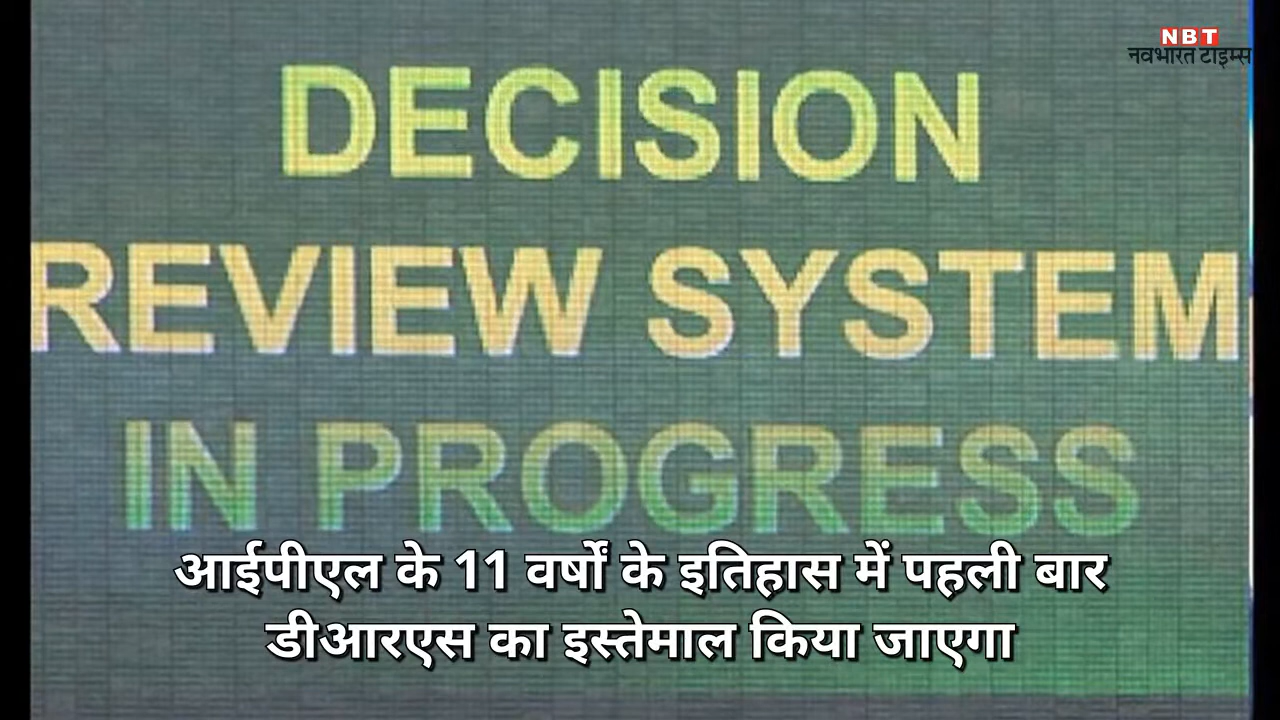 NBT
नवभारत टाइम्स
DECISION
REVIEW SYSTEM
IN PROGRESS
आईपीएल के 11 वर्षों के इतिहास में पहली बार
डीआरएस का इस्तेमाल किया जाएगा